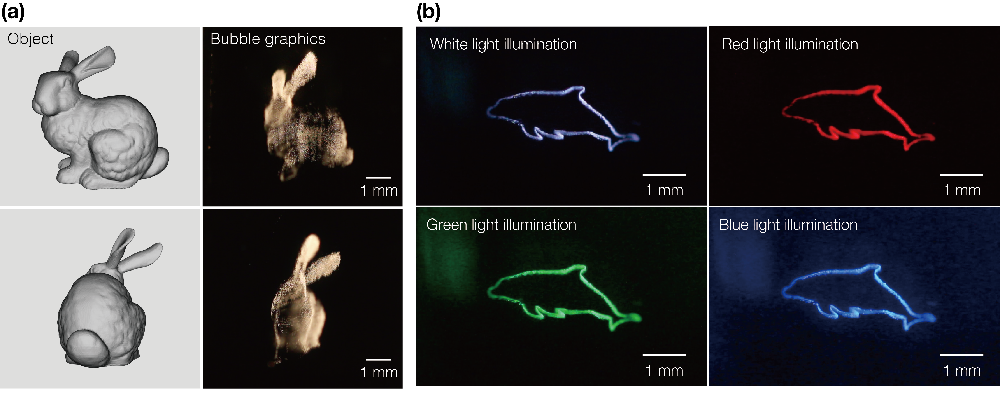 (a)
Object
Bubble graphics
1 mm
1 mm
(b)
White light illumination
Red light illumination
1 mm
1 mm
Green light illumination
Blue light illumination
1 mm
1 mm